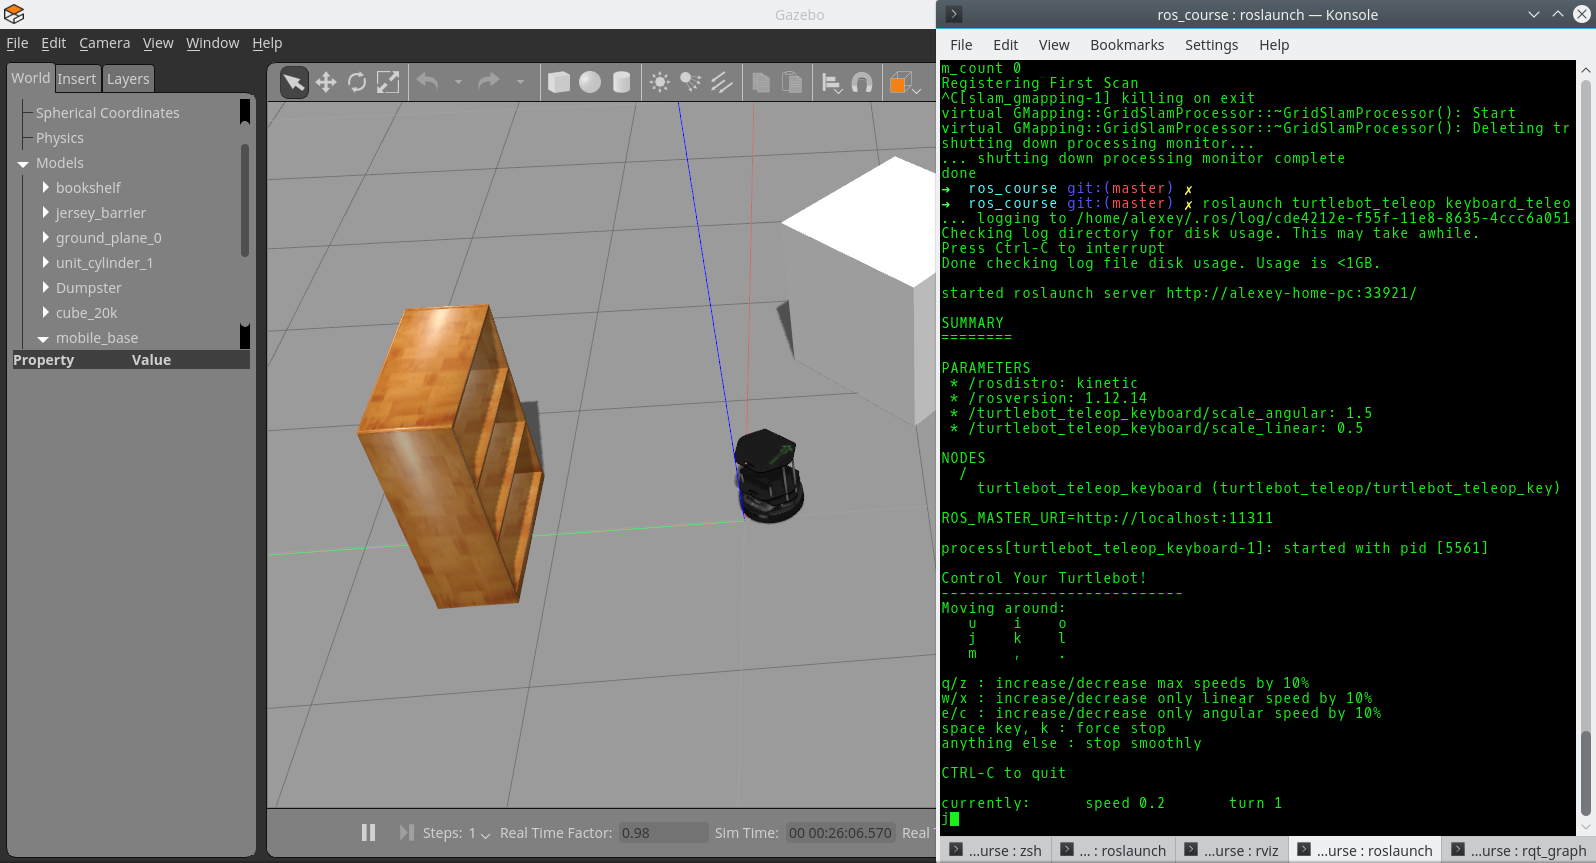 Gazebo
File Edit Camera View Window Help
World Insert Layers
Spherical Coordinates
Physics
Models
bookshelf
jersey_barrier
ground_plane_0
unit_cylinder_1
Dumpster
cube_20k
mobile_base
Property Value
Steps: 1 Real Time Factor: 0.98 Sim Time: 00 00:26:06.570 Real T
ros_course : roslaunch — Konsole
File Edit View Bookmarks Settings Help
m_count 0
Registering First Scan
^C[slam_gmapping-1] killing on exit
virtual GMapping::GridSlamProcessor::~GridSlamProcessor(): Start
virtual GMapping::GridSlamProcessor::~GridSlamProcessor(): Deleting tr
shutting down processing monitor...
... shutting down processing monitor complete
done
➜ ros_course git:(master) ✗
➜ ros_course git:(master) ✗ roslaunch turtlebot_teleop keyboard_teleo
... logging to /home/alexey/.ros/log/cde4212e-f55f-11e8-8635-4ccc6a051
Checking log directory for disk usage. This may take awhile.
Press Ctrl-C to interrupt
Done checking log file disk usage. Usage is <1GB.
started roslaunch server http://alexey-home-pc:33921/
SUMMARY
========
PARAMETERS
* /rosdistro: kinetic
* /rosversion: 1.12.14
* /turtlebot_teleop_keyboard/scale_angular: 1.5
* /turtlebot_teleop_keyboard/scale_linear: 0.5
NODES
/
turtlebot_teleop_keyboard (turtlebot_teleop/turtlebot_teleop_key)
ROS_MASTER_URI=http://localhost:11311
process[turtlebot_teleop_keyboard-1]: started with pid [5561]
Control Your Turtlebot!
---------------------------
Moving around:
u i o
j k l
m , .
q/z : increase/decrease max speeds by 10%
w/x : increase/decrease only linear speed by 10%
e/c : increase/decrease only angular speed by 10%
space key, k : force stop
anything else : stop smoothly
CTRL-C to quit
currently: speed 0.2 turn 1
j
...urse : zsh ... : roslaunch ...urse : rviz ...urse : roslaunch ...urse : rqt_graph